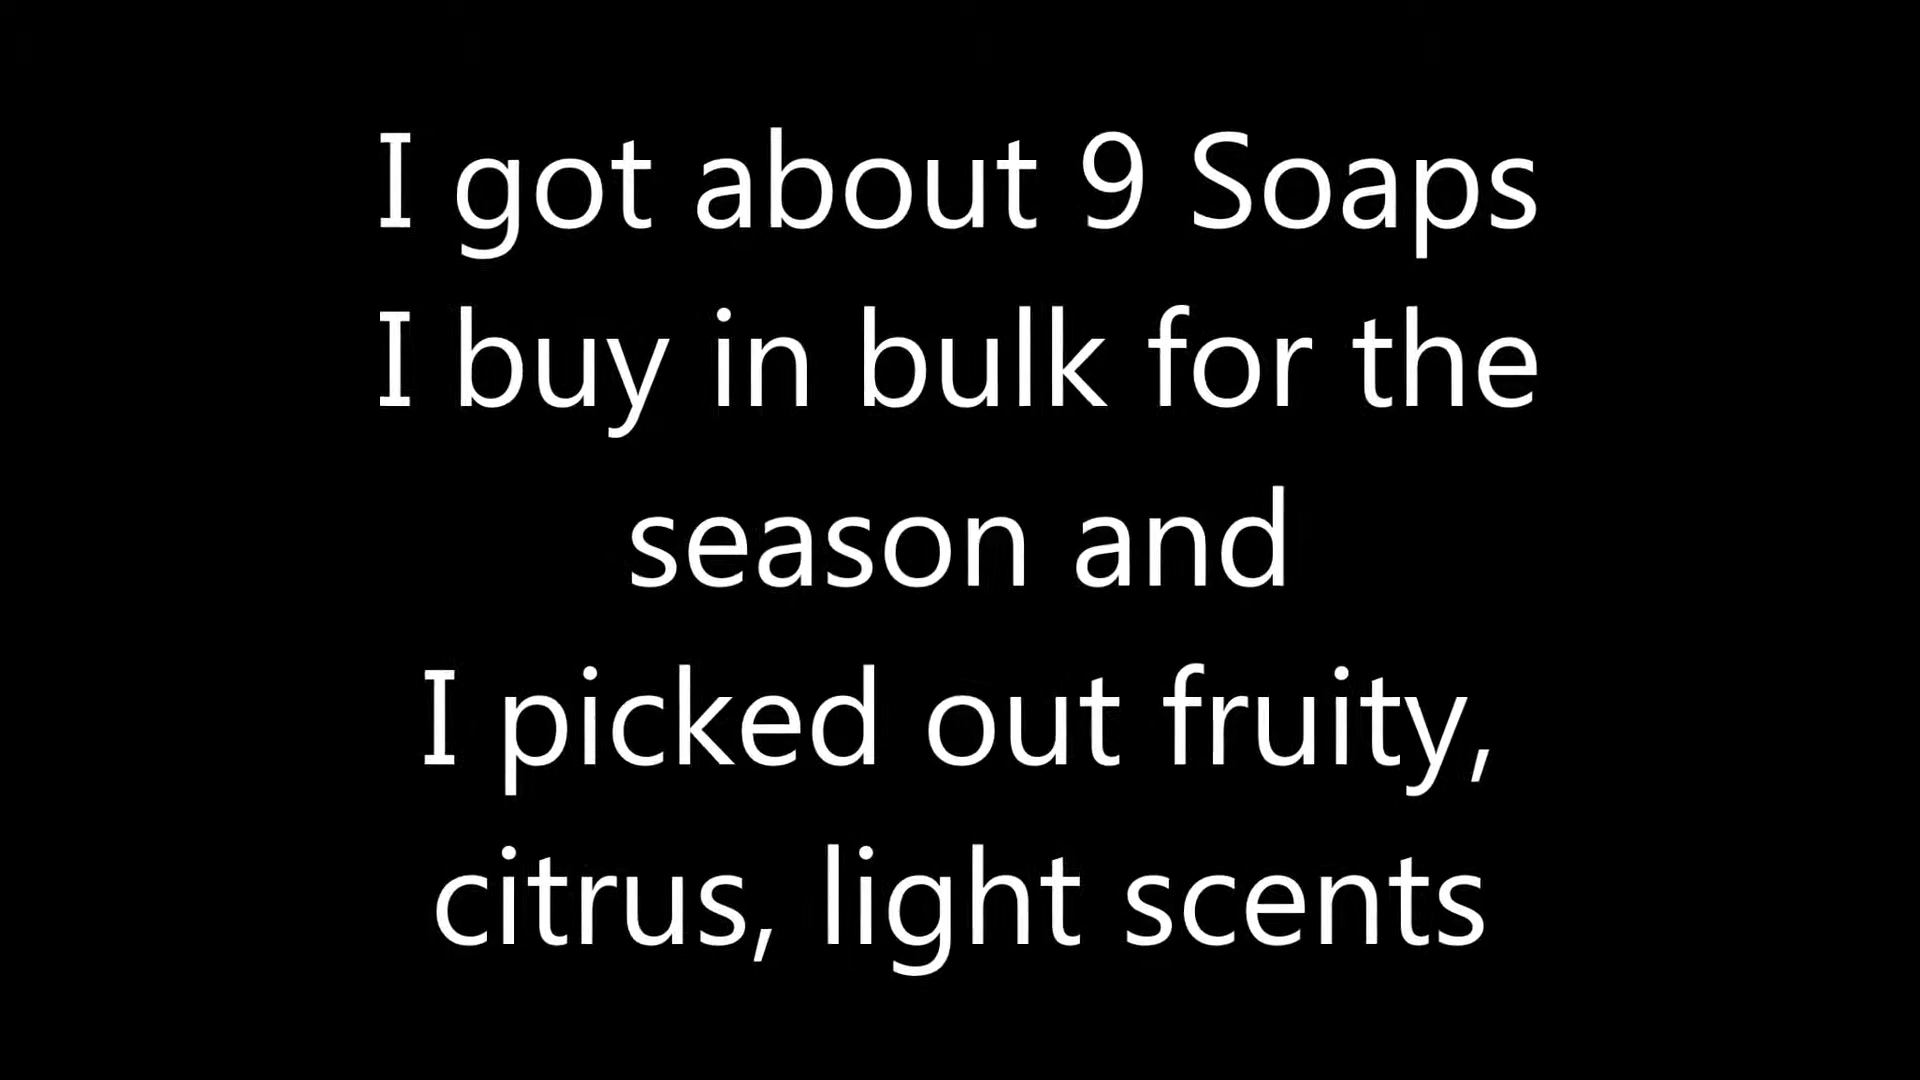 I got about 9 Soaps
I buy in bulk for the
season and
I picked out fruity,
citrus, light scents